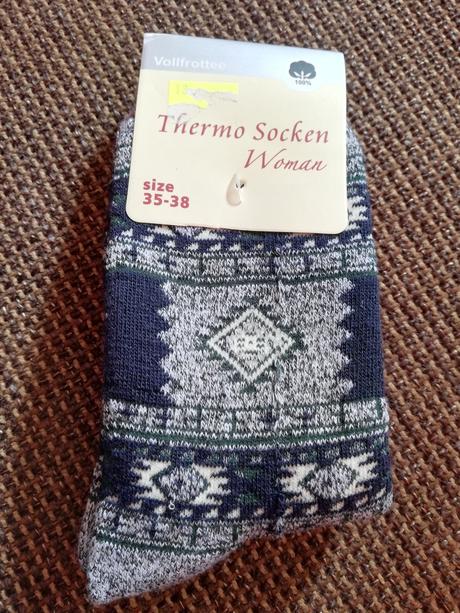 Vollfrottee
100%
Thermo Socken
Woman
size
35-38